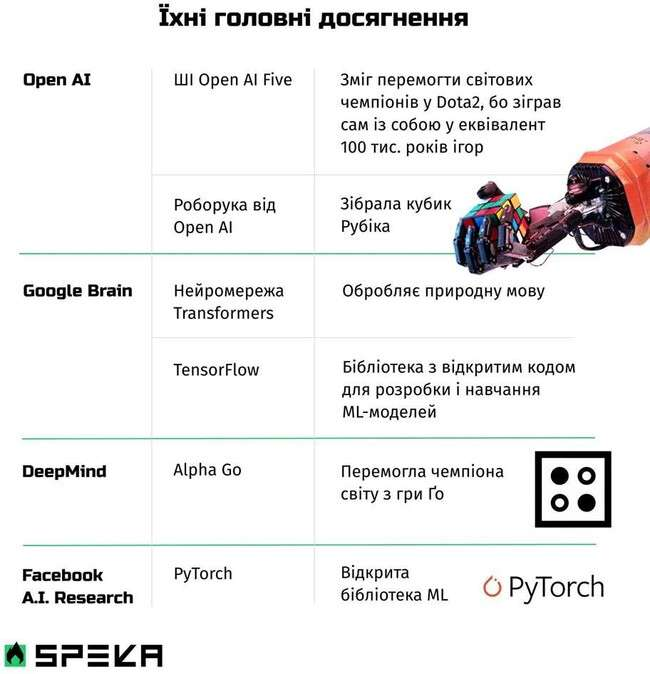 Їхні головні досягнення
Open AI
ШІ Open AI Five
Зміг перемогти світових
чемпіонів у Dota2, бо зіграв
сам із собою у еквівалент
100 тис. років ігор
Роборука від
Open AI
Зібрала кубик
Рубіка
Google Brain
Нейромережа
Transformers
Обробляє природну мову
TensorFlow
Бібліотека з відкритим кодом
для розробки і навчання
ML-моделей
DeepMind
Alpha Go
Перемогла чемпіона
світу з гри Ґо
Facebook
A.I. Research
PyTorch
Відкрита
бібліотека ML
PyTorch
SPEKA